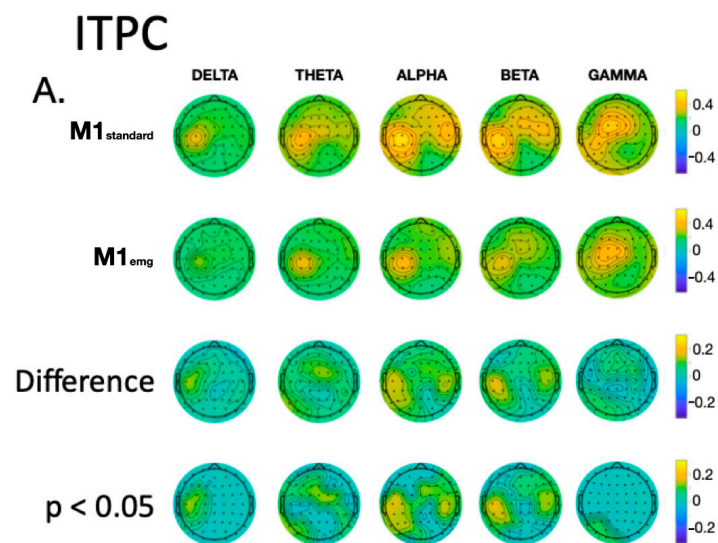 ITPC
DELTA THETA ALPHA BETA GAMMA
A.
M1standard
0.4
0
-0.4
M1emg
0.4
0
-0.4
Difference
0.2
0
-0.2
p < 0.05
0.2
0
-0.2